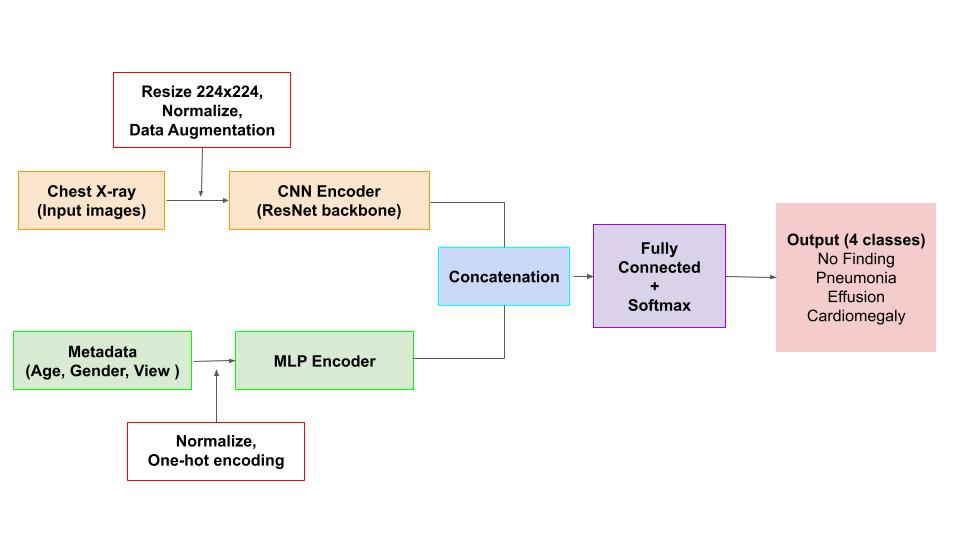 Resize 224x224,
Normalize,
Data Augmentation
Chest X-ray
(Input images)
CNN Encoder
(ResNet backbone)
Concatenation
Fully
Connected
+
Softmax
Output (4 classes)
No Finding
Pneumonia
Effusion
Cardiomegaly
Metadata
(Age, Gender, View )
MLP Encoder
Normalize,
One-hot encoding